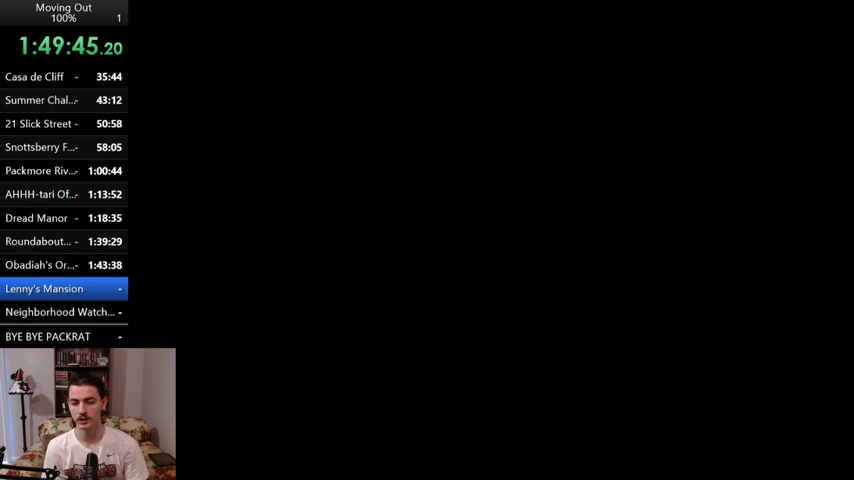 Moving Out
100% 1
1:49:45.20
Casa de Cliff - 35:44
Summer Chal... - 43:12
21 Slick Street - 50:58
Snottsberry F... - 58:05
Packmore Riv... - 1:00:44
AHHH-tari Of... - 1:13:52
Dread Manor - 1:18:35
Roundabout... - 1:39:29
Obadiah's Or... - 1:43:38
Lenny's Mansion -
Neighborhood Watch... -
BYE BYE PACKRAT -